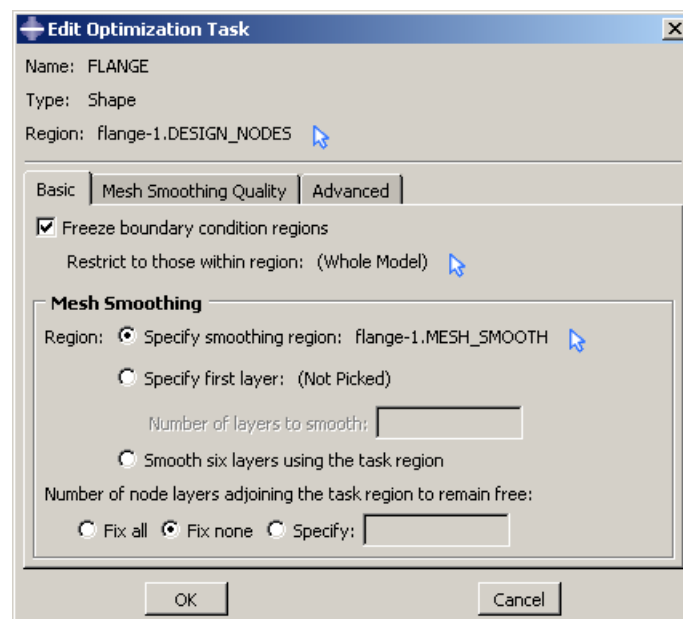 Edit Optimization Task
Name: FLANGE
Type: Shape
Region: flange-1.DESIGN_NODES
Basic Mesh Smoothing Quality Advanced
Freeze boundary condition regions
Restrict to those within region: (Whole Model)
Mesh Smoothing
Region: Specify smoothing region: flange-1.MESH_SMOOTH
Specify first layer: (Not Picked)
Number of layers to smooth:
Smooth six layers using the task region
Number of node layers adjoining the task region to remain free:
Fix all Fix none Specify:
OK Cancel